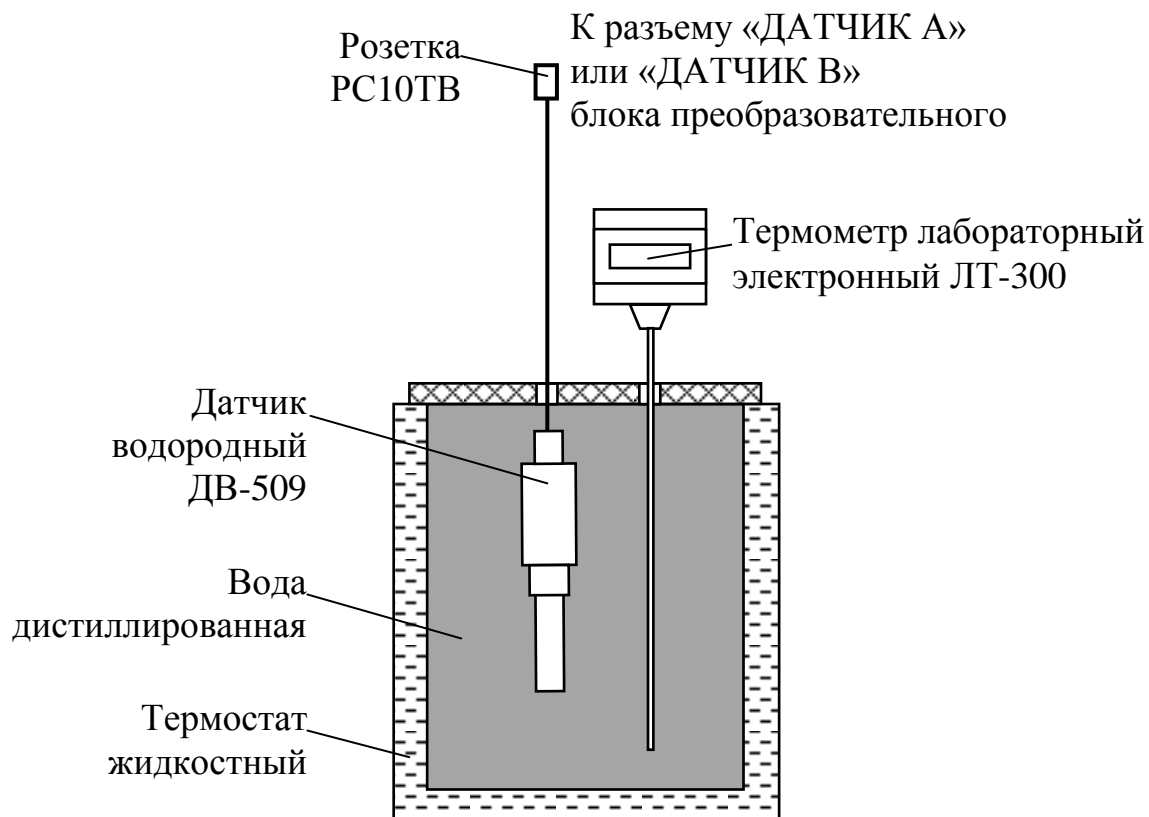 Розетка
РС10ТВ
К разъему «ДАТЧИК А»
или «ДАТЧИК В»
блока преобразовательного
Термометр лабораторный
электронный ЛТ-300
Датчик
водородный
ДВ-509
Вода
дистиллированная
Термостат
жидкостный